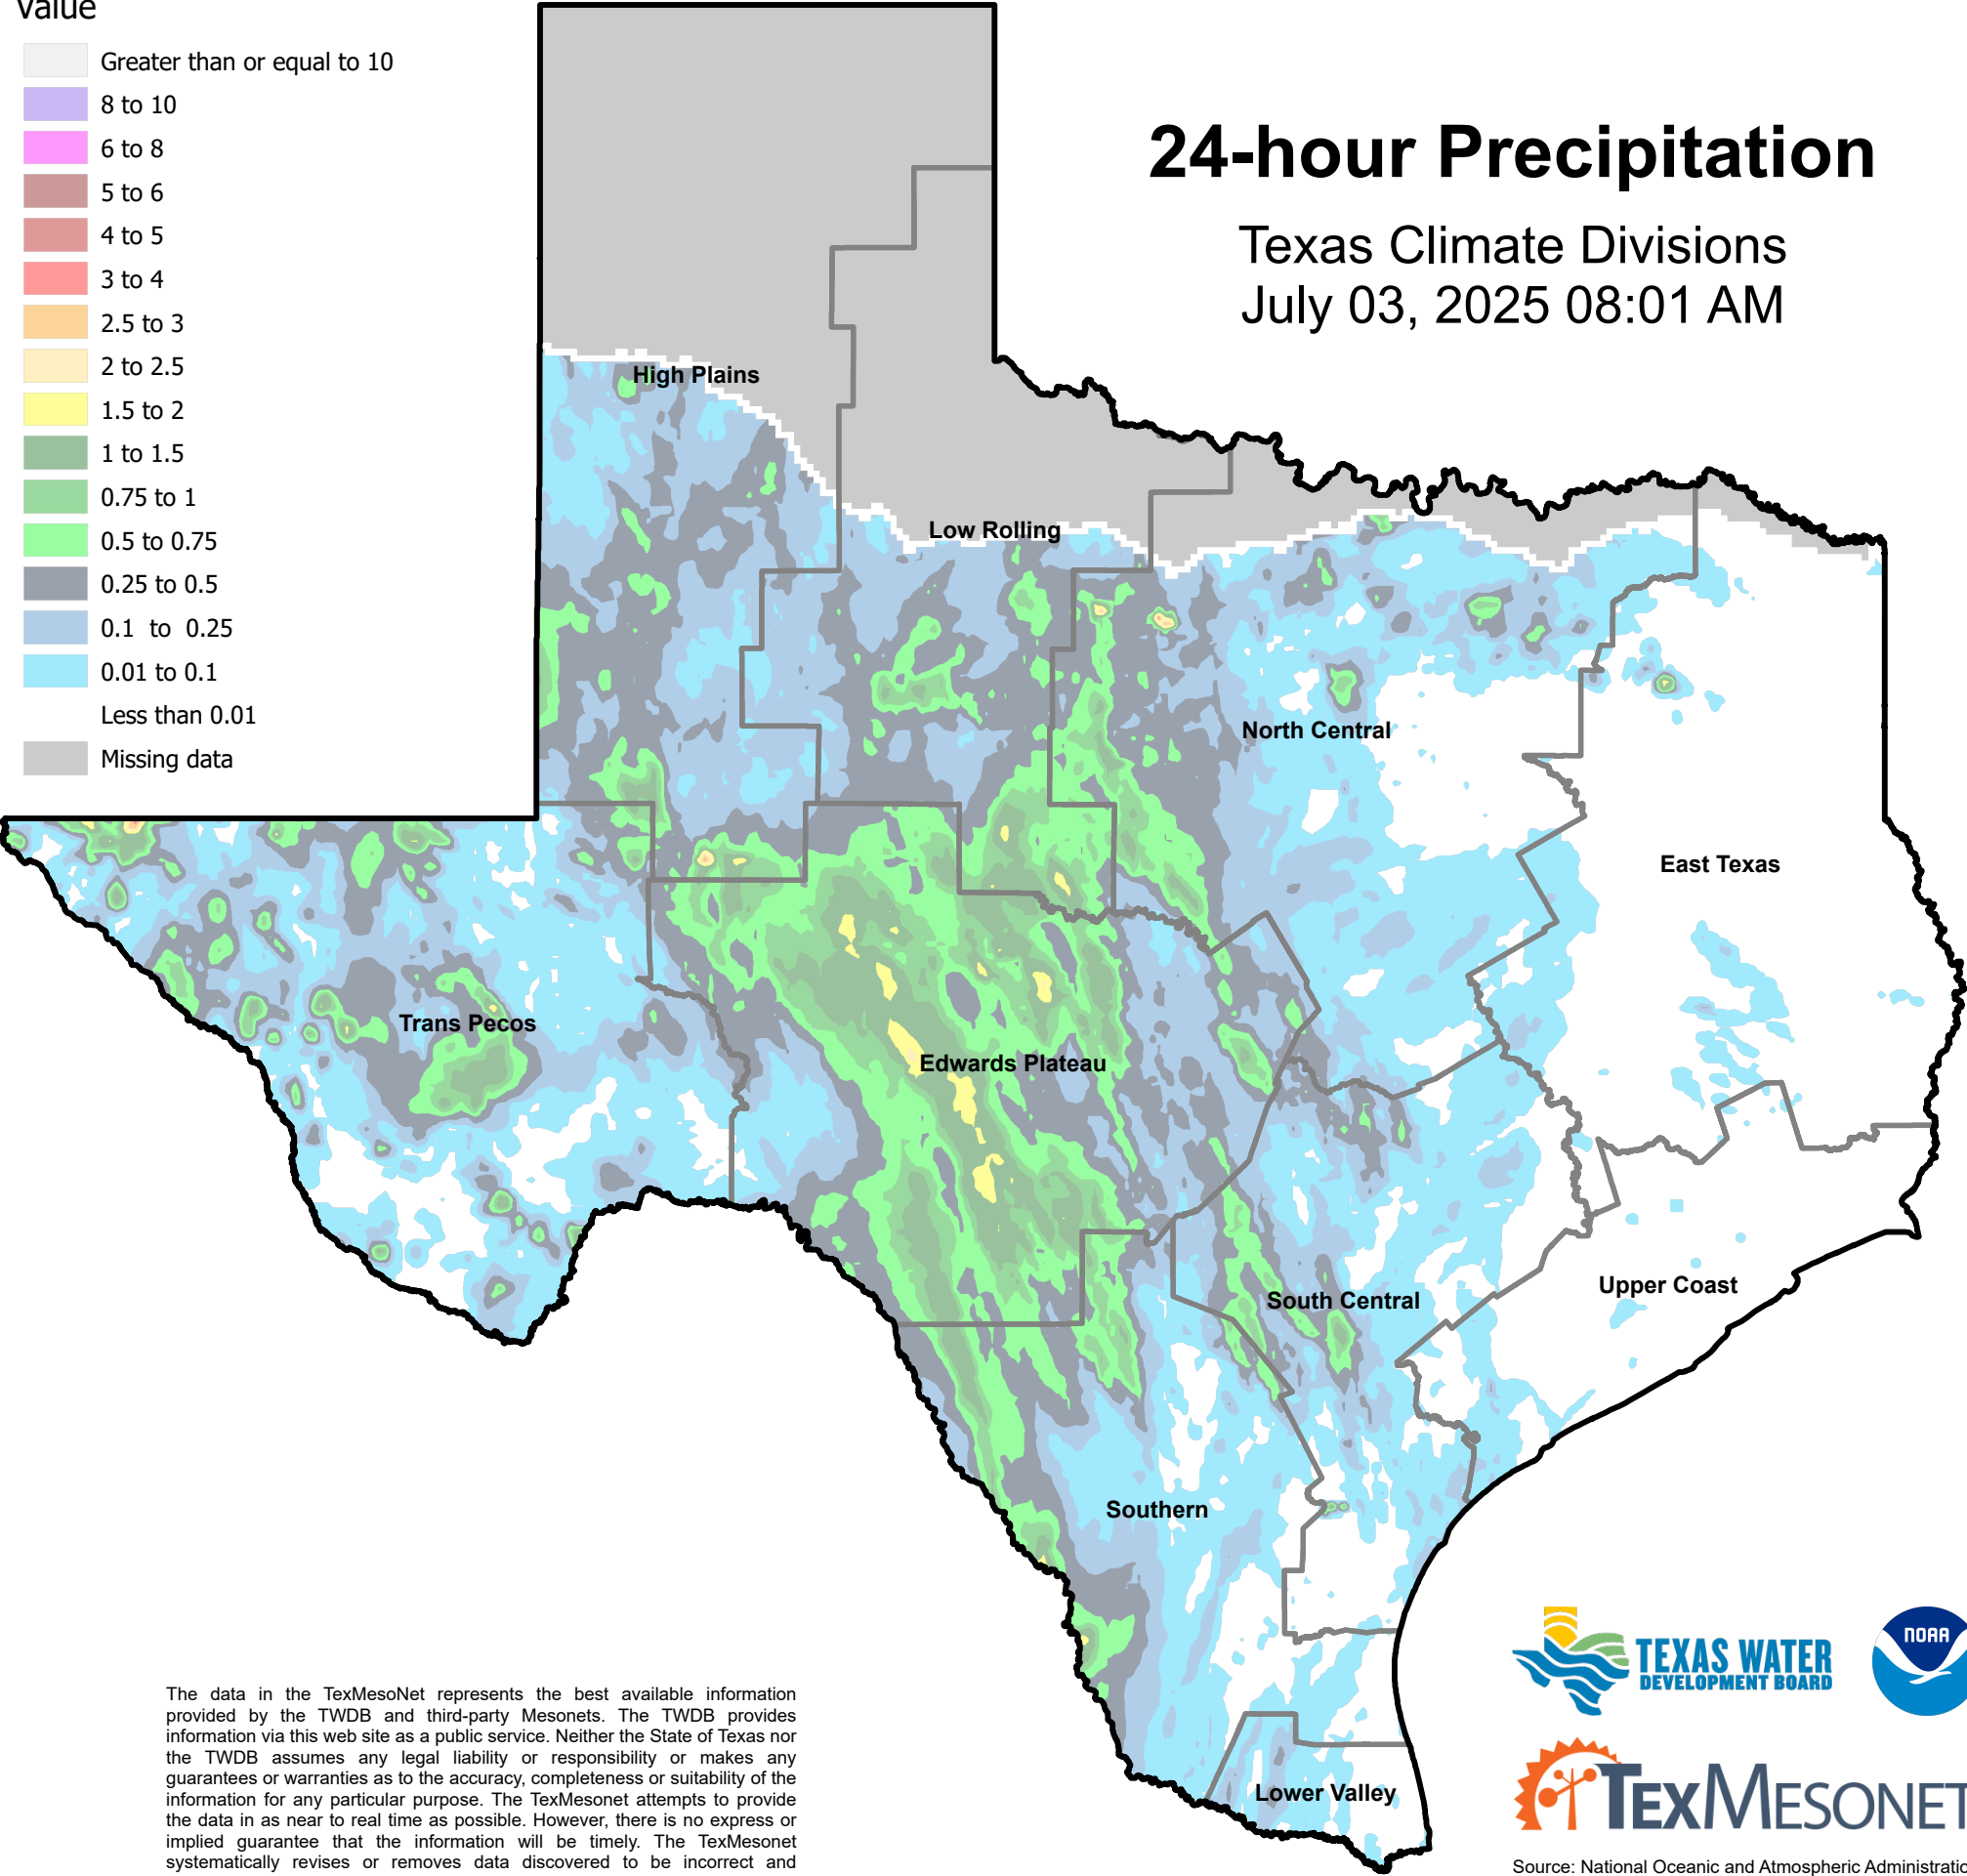 Value
Greater than or equal to 10
8 to 10
6 to 8
5 to 6
4 to 5
3 to 4
2.5 to 3
2 to 2.5
1.5 to 2
1 to 1.5
0.75 to 1
0.5 to 0.75
0.25 to 0.5
0.1 to 0.25
0.01 to 0.1
Less than 0.01
Missing data
24-hour Precipitation
Texas Climate Divisions
July 03, 2025 08:01 AM
High Plains
Low Rolling
North Central
East Texas
Trans Pecos
Edwards Plateau
South Central
Upper Coast
Southern
Lower Valley
The data in the TexMesoNet represents the best available information
provided by the TWDB and third-party Mesonets. The TWDB provides
information via this web site as a public service. Neither the State of Texas nor
the TWDB assumes any legal liability or responsibility or makes any
guarantees or warranties as to the accuracy, completeness or suitability of the
information for any particular purpose. The TexMesonet attempts to provide
the data in as near to real time as possible. However, there is no express or
implied guarantee that the information will be timely. The TexMesonet
systematically revises or removes data discovered to be incorrect and
TEXAS WATER
DEVELOPMENT BOARD
NOAA
TEXMESONET
Source: National Oceanic and Atmospheric Administratio